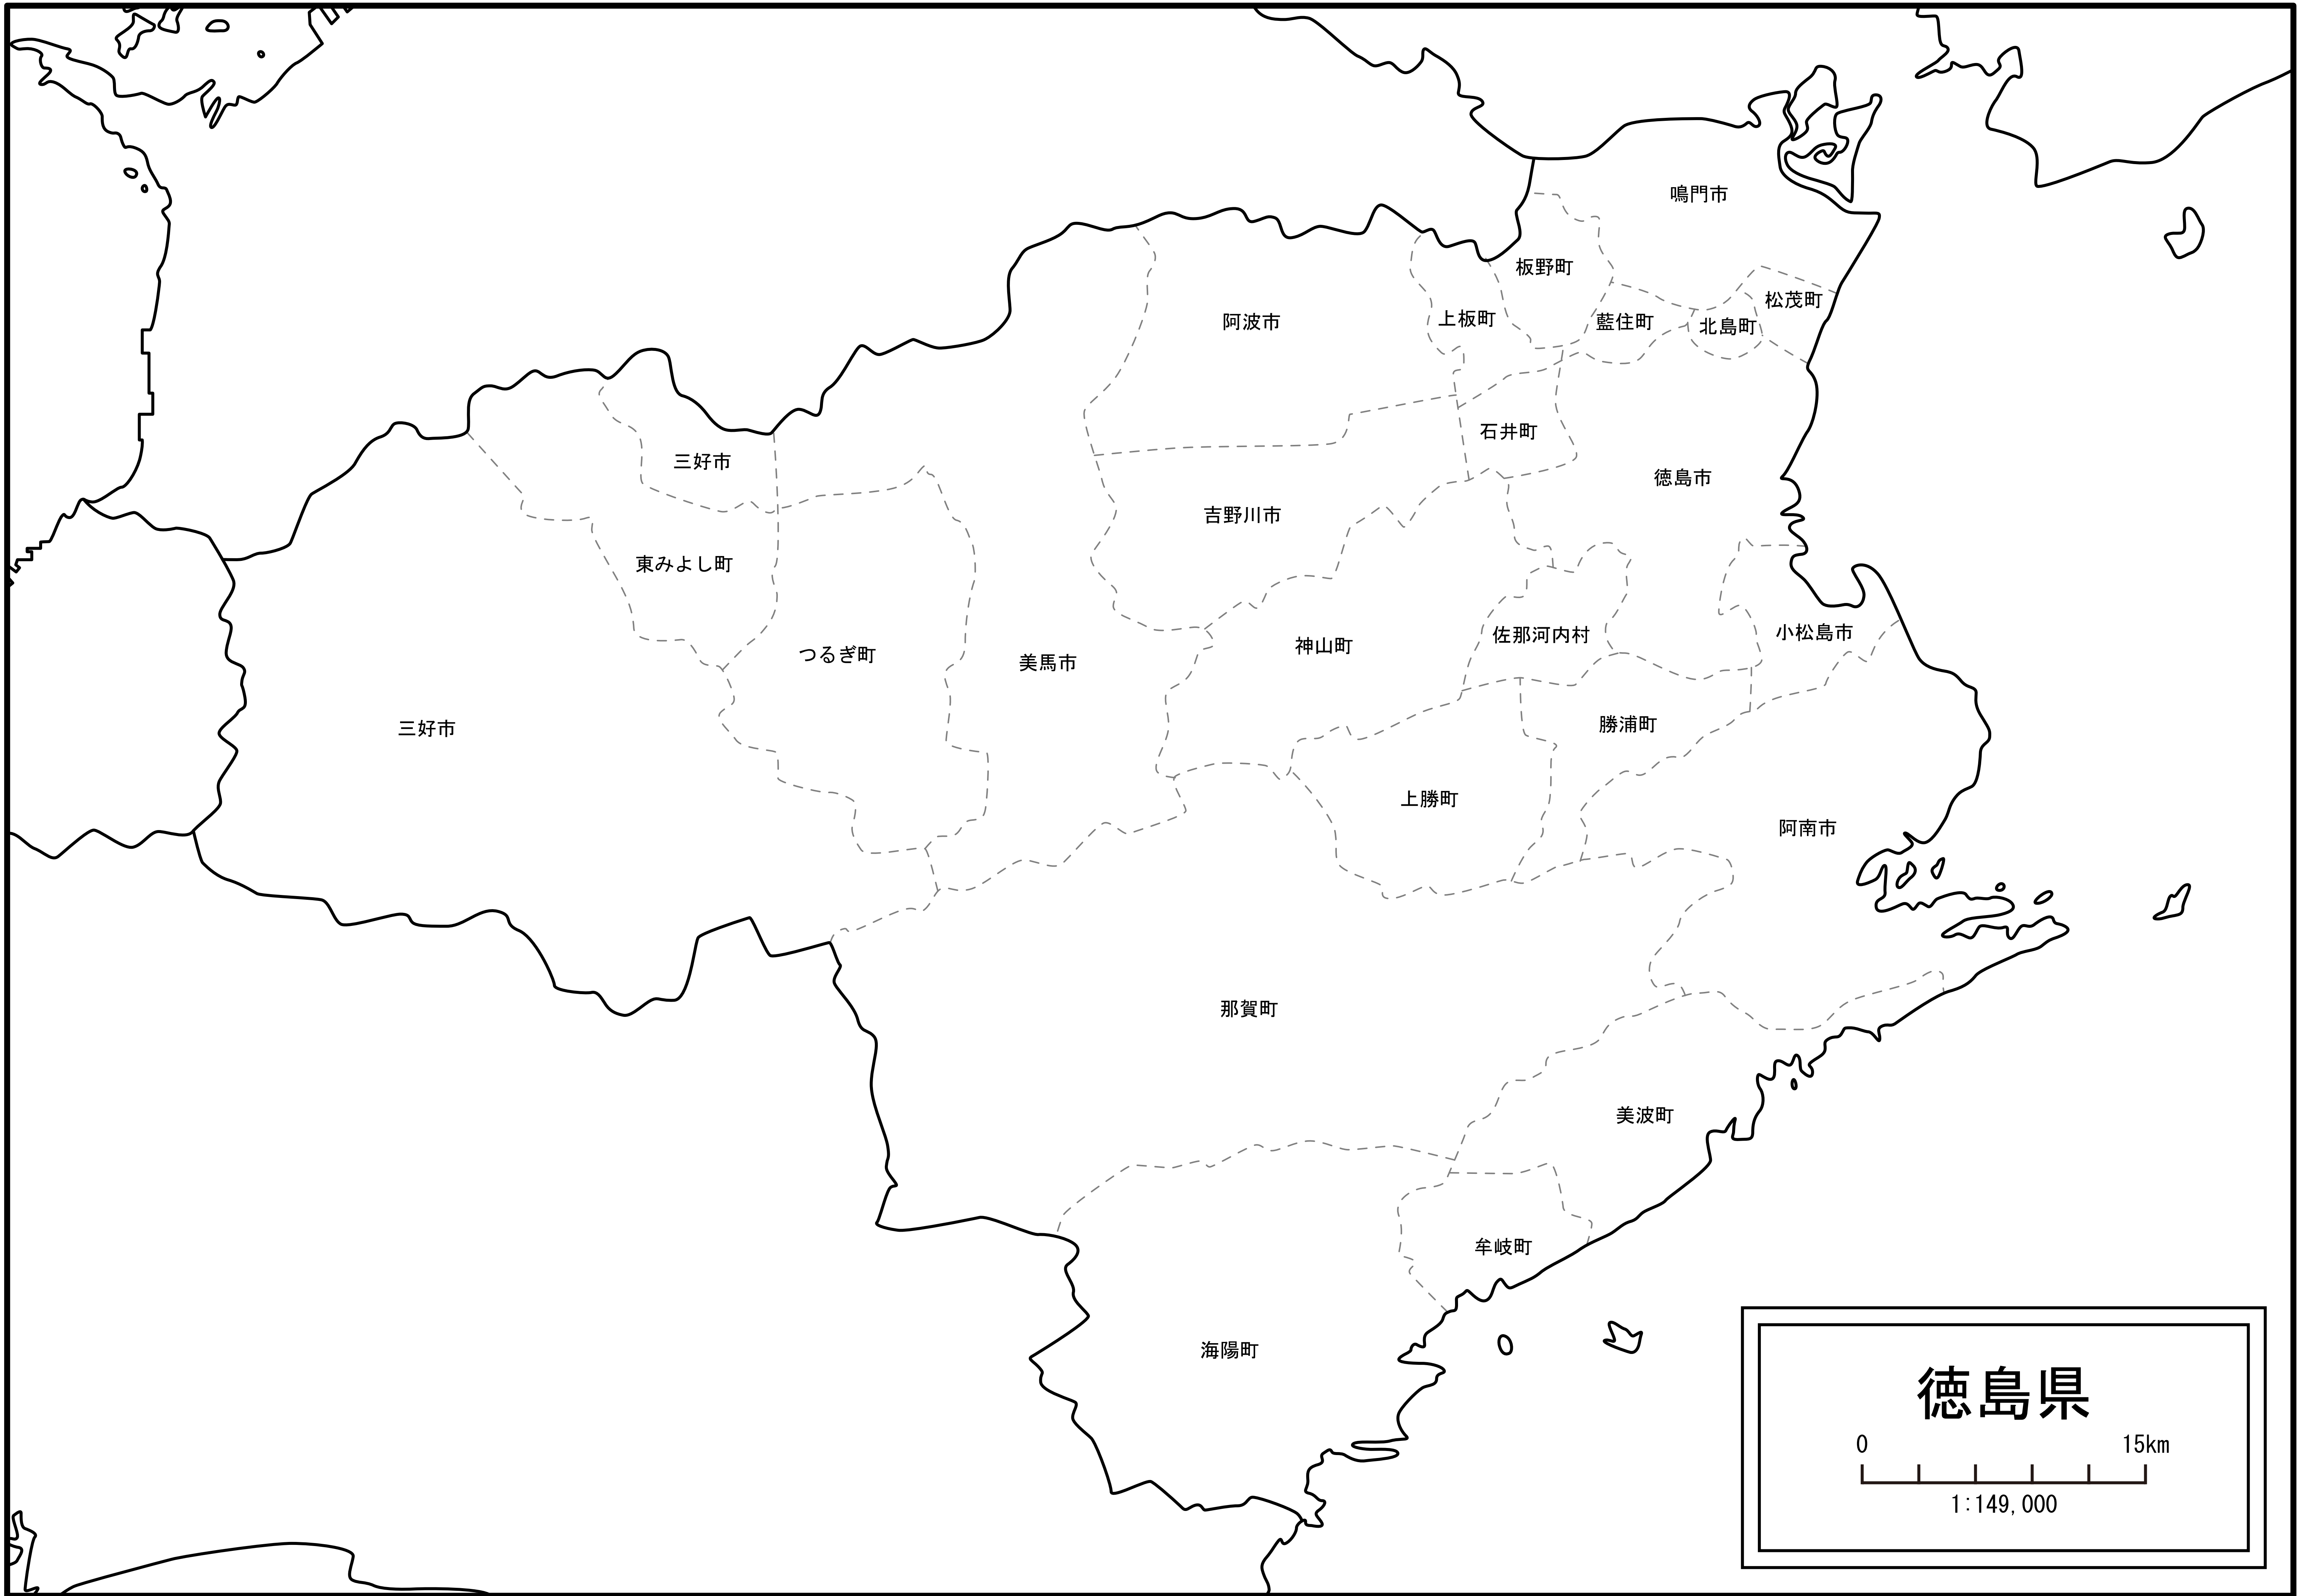 鳴門市
板野町
松茂町
上板町
藍住町
北島町
阿波市
石井町
三好市
徳島市
吉野川市
東みよし町
佐那河内村
小松島市
神山町
つるぎ町
美馬市
三好市
勝浦町
上勝町
阿南市
那賀町
美波町
牟岐町
海陽町
徳島県
0 15km
1:149,000